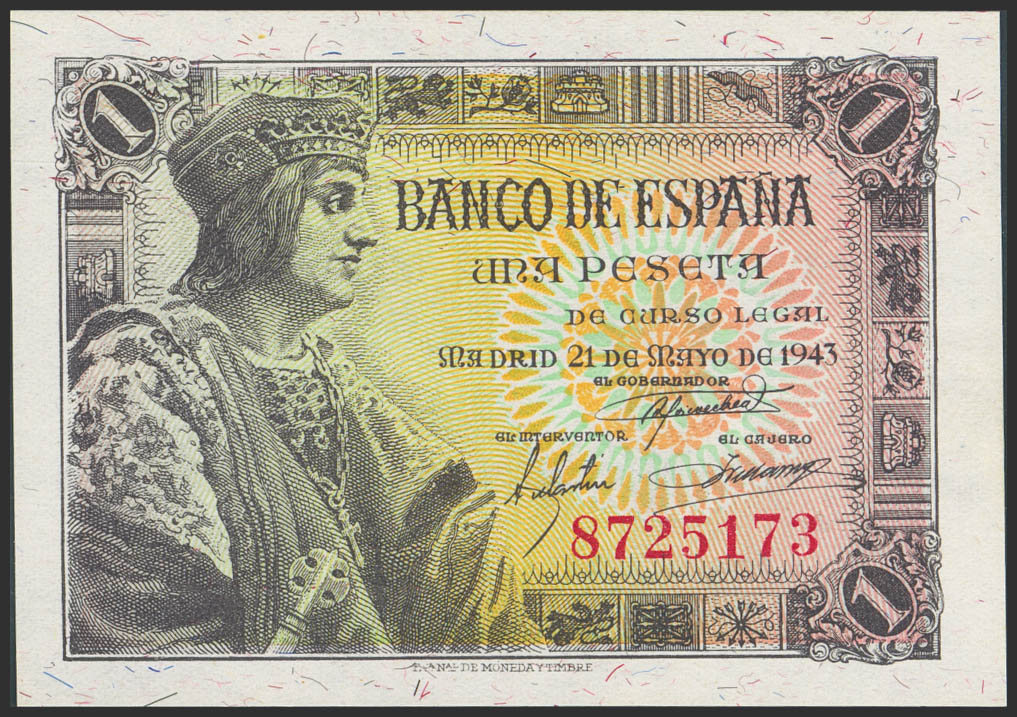 1
1
BANCO DE ESPAÑA
UNA PESETA
DE CURSO LEGAL
MADRID 21 DE MAYO DE 1943
EL GOBERNADOR
EL INTERVENTOR EL CAJERO
8725173
1
F. NAL DE MONEDA Y TIMBRE